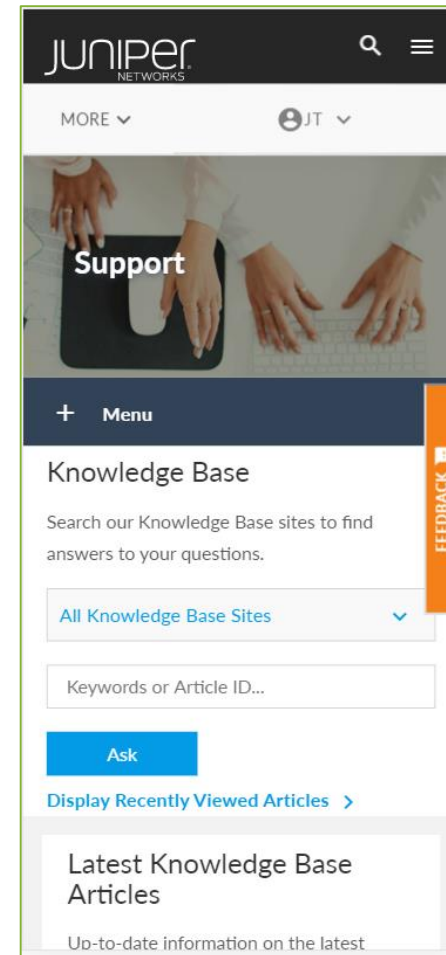 JUNIPER
NETWORKS
MORE
JT
Support
+ Menu
FEEDBACK
Knowledge Base
Search our Knowledge Base sites to find
answers to your questions.
All Knowledge Base Sites
Keywords or Article ID...
Ask
Display Recently Viewed Articles
Latest Knowledge Base
Articles
Up-to-date information on the latest